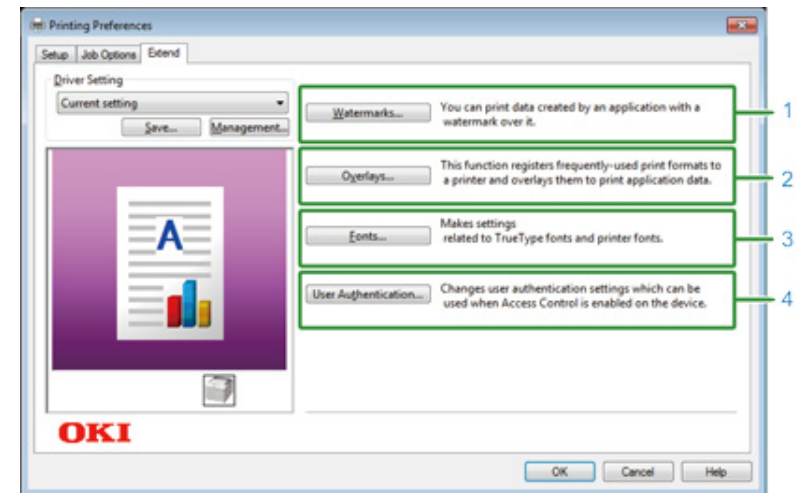 Printing Preferences
Setup Job Options Extend
Driver Setting
Current setting
Save... Management...
Watermarks... You can print data created by an application with a
watermark over it.
1
Overlays... This function registers frequently-used print formats to
a printer and overlays them to print application data.
2
Fonts... Makes settings
related to TrueType fonts and printer fonts.
3
User Authentication... Changes user authentication settings which can be
used when Access Control is enabled on the device.
4
A
OKI
OK Cancel Help